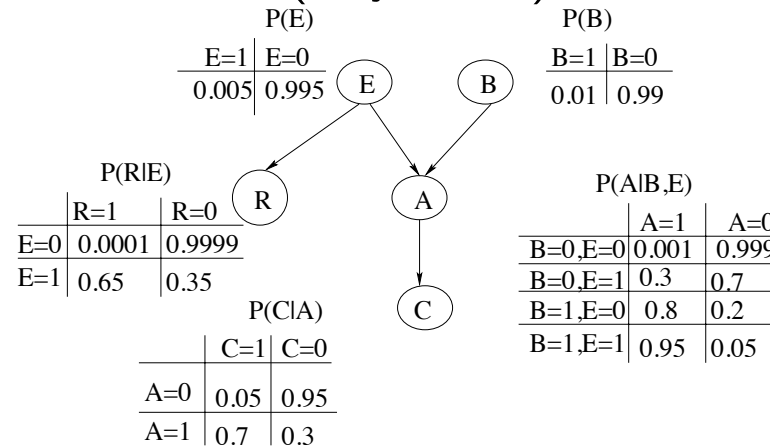 P(E)
E=1 E=0
0.005 0.995
P(B)
B=1 B=0
0.01 0.99
E
B
P(R|E)
R=1 R=0
E=0 0.0001 0.9999
E=1 0.65 0.35
R
A
P(A|B,E)
A=1 A=0
B=0,E=0 0.001 0.999
B=0,E=1 0.3 0.7
B=1,E=0 0.8 0.2
B=1,E=1 0.95 0.05
P(C|A)
C=1 C=0
A=0 0.05 0.95
A=1 0.7 0.3
C